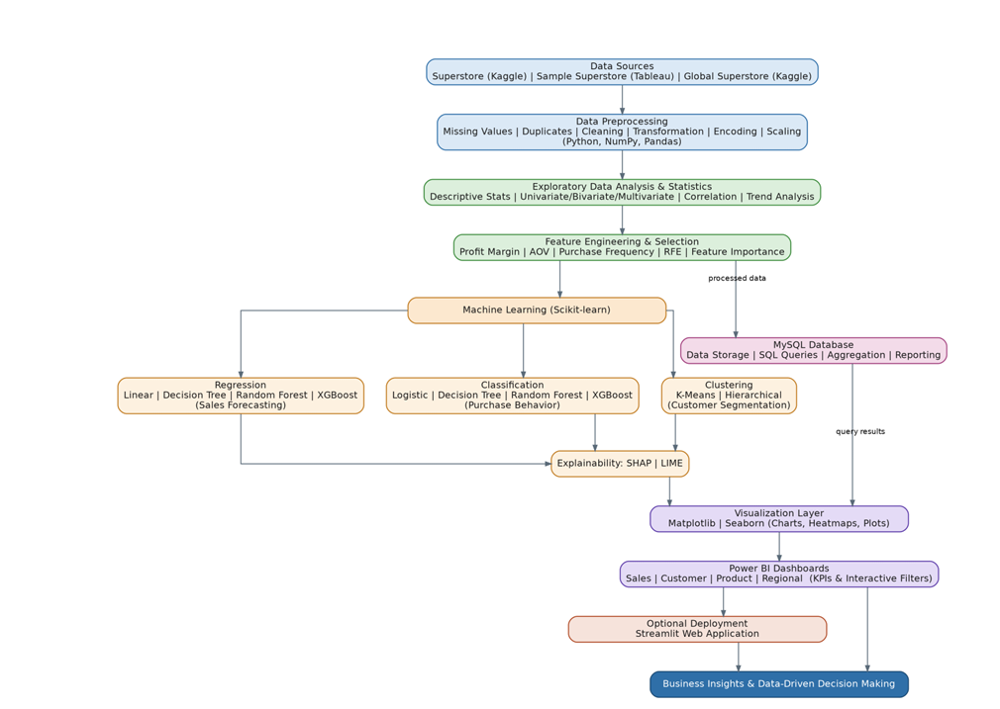 Data Sources
Superstore (Kaggle) | Sample Superstore (Tableau) | Global Superstore (Kaggle)
Data Preprocessing
Missing Values | Duplicates | Cleaning | Transformation | Encoding | Scaling
(Python, NumPy, Pandas)
Exploratory Data Analysis & Statistics
Descriptive Stats | Univariate/Bivariate/Multivariate | Correlation | Trend Analysis
Feature Engineering & Selection
Profit Margin | AOV | Purchase Frequency | RFE | Feature Importance
processed data
Machine Learning (Scikit-learn)
MySQL Database
Data Storage | SQL Queries | Aggregation | Reporting
Regression
Linear | Decision Tree | Random Forest | XGBoost
(Sales Forecasting)
Classification
Logistic | Decision Tree | Random Forest | XGBoost
(Purchase Behavior)
Clustering
K-Means | Hierarchical
(Customer Segmentation)
query results
Explainability: SHAP | LIME
Visualization Layer
Matplotlib | Seaborn (Charts, Heatmaps, Plots)
Power BI Dashboards
Sales | Customer | Product | Regional  (KPIs & Interactive Filters)
Optional Deployment
Streamlit Web Application
Business Insights & Data-Driven Decision Making